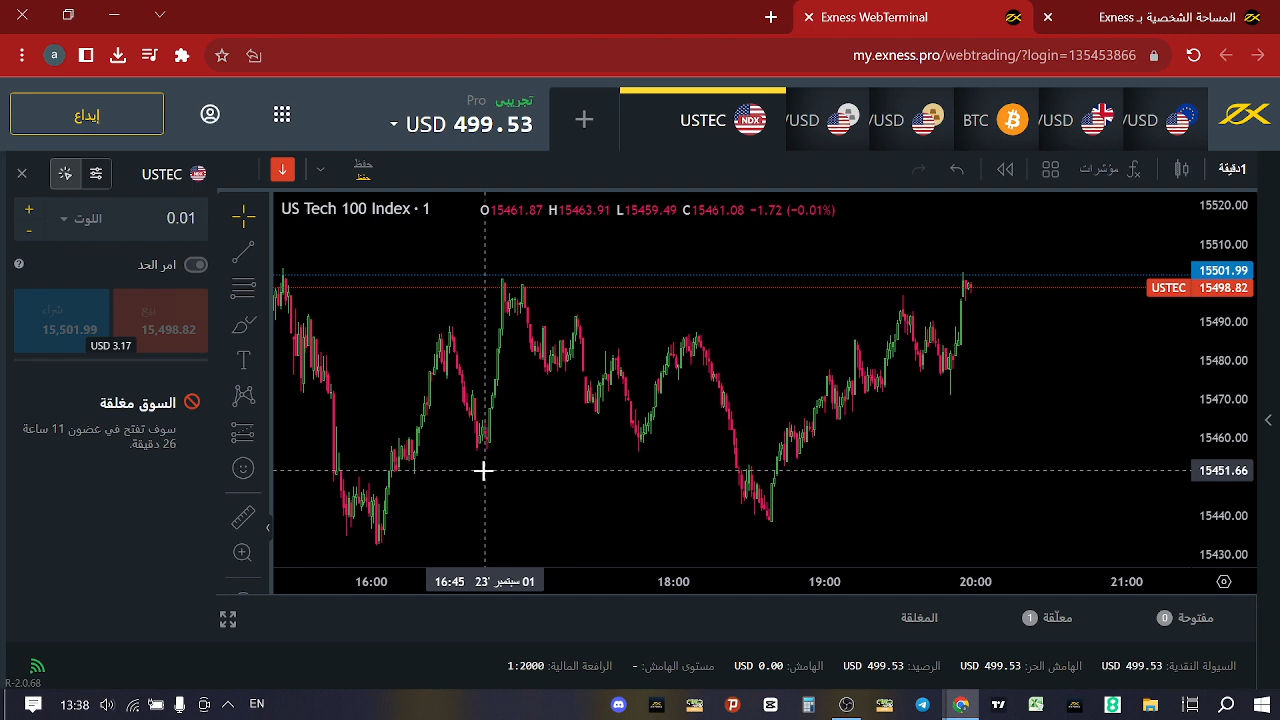 المساحة الشخصية بـ Exness
Exness WebTerminal
my.exness.pro/webtrading/?login=135453866
a
إيداع
Pro تجريبي
USD 499.53
USTEC
NDX
/USD
/USD
BTC
/USD
/USD
USTEC
حفظ
حفظ
مؤشرات
1دقيقة
اللوت
0.01
امر الحد
شراء
15,501.99
بيع
15,498.82
USD 3.17
السوق مغلقة
سوف تفتح في غضون 11 ساعة
26 دقيقة.
US Tech 100 Index · 1
O15461.87 H15463.91 L15459.49 C15461.08 −1.72 (−0.01%)
15520.00
15510.00
15501.99
USTEC 15498.82
15490.00
15480.00
15470.00
15460.00
15451.66
15440.00
15430.00
16:00
01 سبتمبر '23 16:45
18:00
19:00
20:00
21:00
مفتوحة 0
معلّقة 1
المغلقة
السيولة النقدية: 499.53 USD
الهامش الحر: 499.53 USD
الرصيد: 499.53 USD
الهامش: 0.00 USD
مستوى الهامش: -
الرافعة المالية: 1:2000
R-2.0.68
13:38
EN